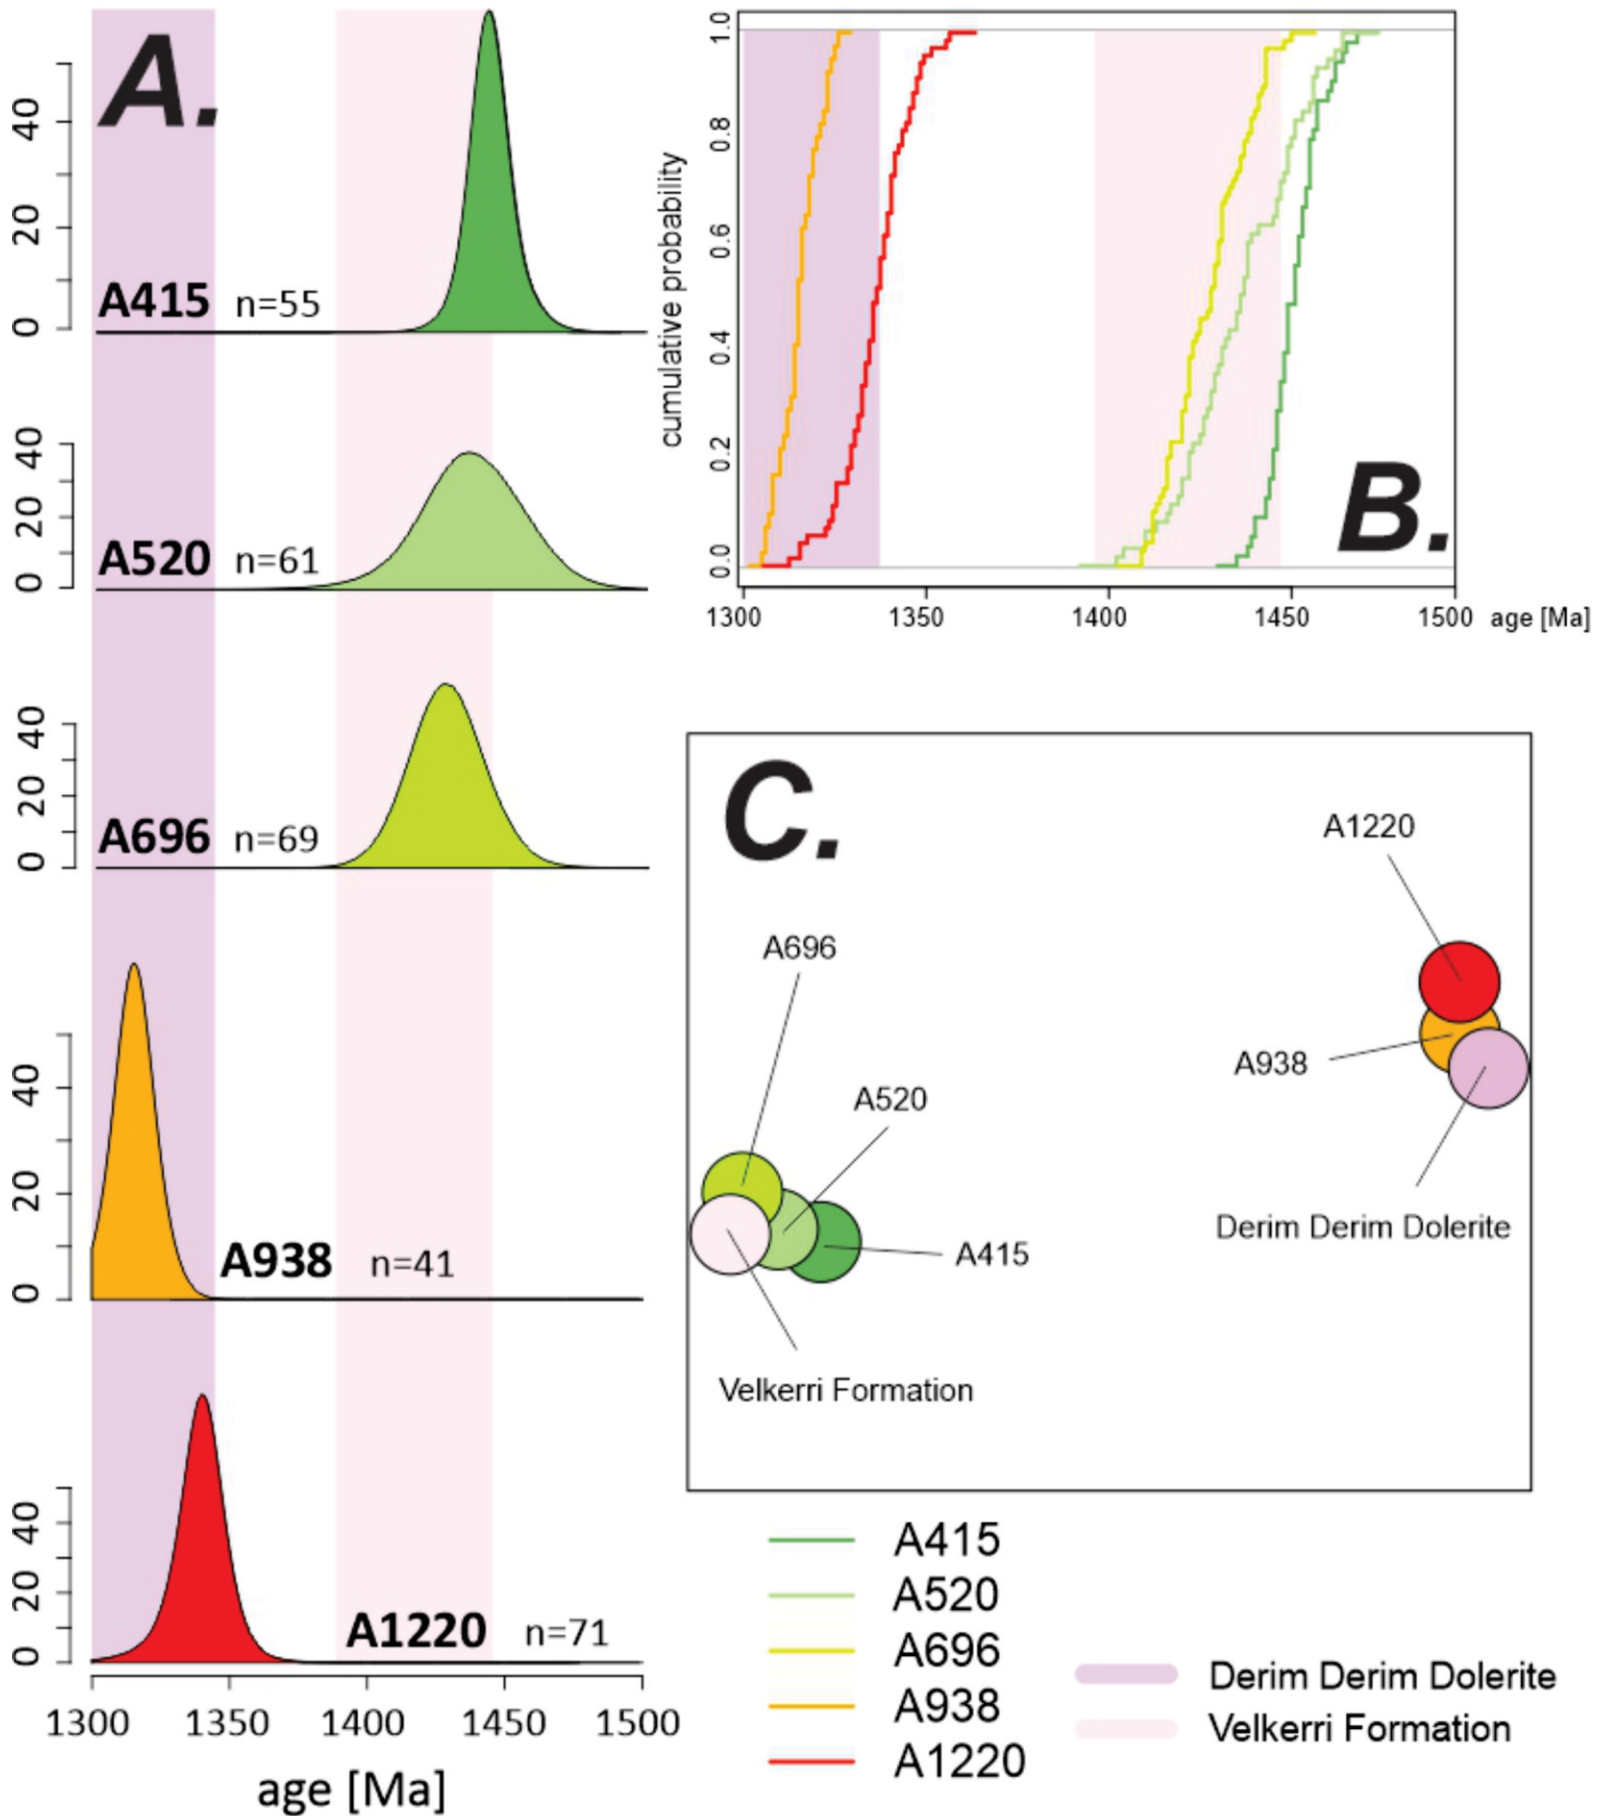 A.
40
20
0
A415 n=55
40
20
0
A520 n=61
40
20
0
A696 n=69
40
20
0
A938 n=41
40
20
0
A1220 n=71
1300 1350 1400 1450 1500
age [Ma]
cumulative probability
1.0
0.8
0.6
0.4
0.2
0.0
B.
1300 1350 1400 1450 1500 age [Ma]
C.
A1220
A696
A938
A520
Derim Derim Dolerite
A415
Velkerri Formation
A415
A520
A696
A938
A1220
Derim Derim Dolerite
Velkerri Formation